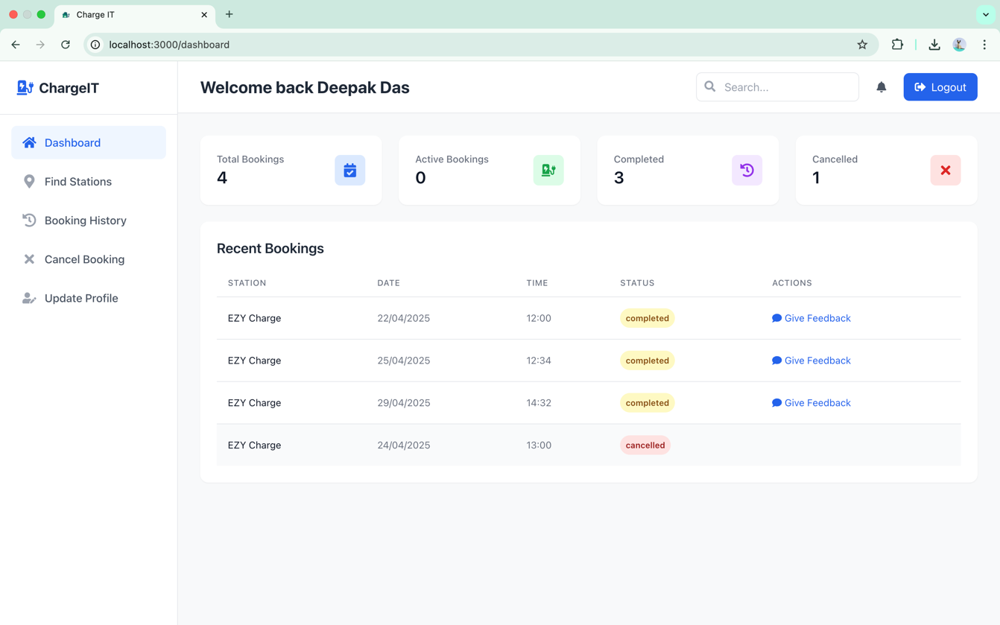 Charge IT
localhost:3000/dashboard
ChargeIT
Welcome back Deepak Das
Search...
Logout
Dashboard
Find Stations
Booking History
Cancel Booking
Update Profile
Total Bookings
4
Active Bookings
0
Completed
3
Cancelled
1
Recent Bookings
STATION DATE TIME STATUS ACTIONS
EZY Charge 22/04/2025 12:00 completed Give Feedback
EZY Charge 25/04/2025 12:34 completed Give Feedback
EZY Charge 29/04/2025 14:32 completed Give Feedback
EZY Charge 24/04/2025 13:00 cancelled